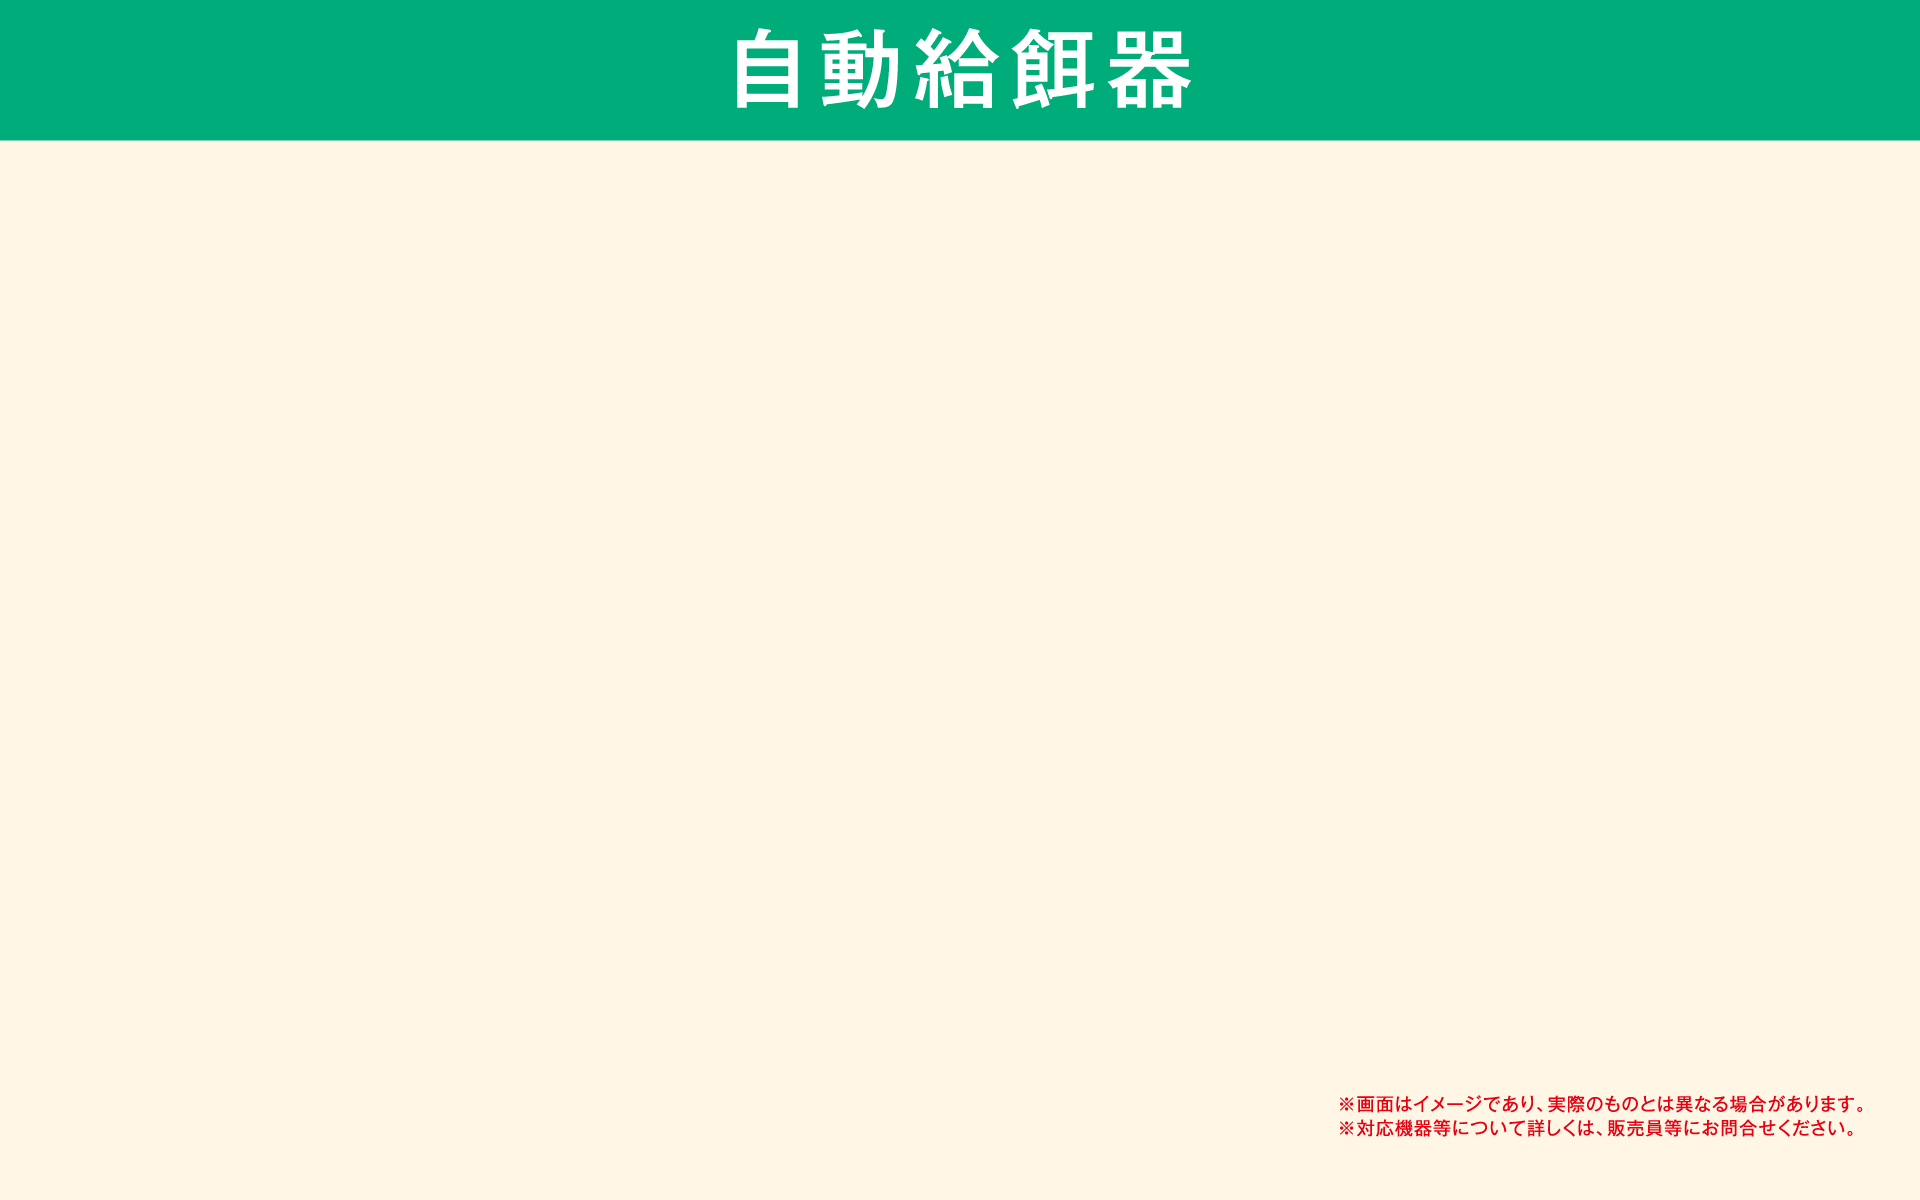 自動給餌器
※画面はイメージであり、実際のものとは異なる場合があります。
※対応機器等について詳しくは、販売員等にお問合せください。